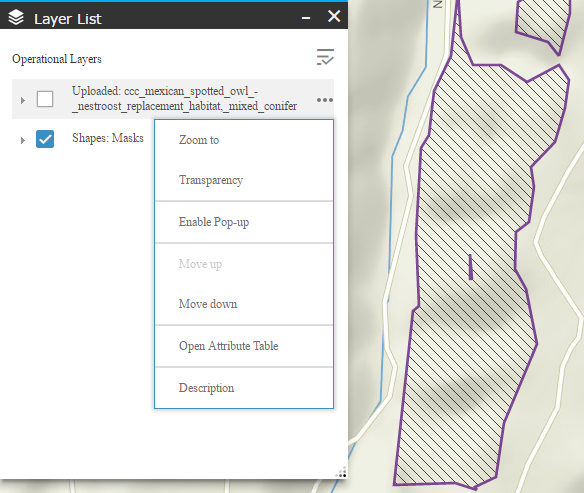 Layer List
Operational Layers
Uploaded: ccc_mexican_spotted_owl_-
_nestroost_replacement_habitat,_mixed_conifer
Shapes: Masks
Zoom to
Transparency
Enable Pop-up
Move up
Move down
Open Attribute Table
Description
N